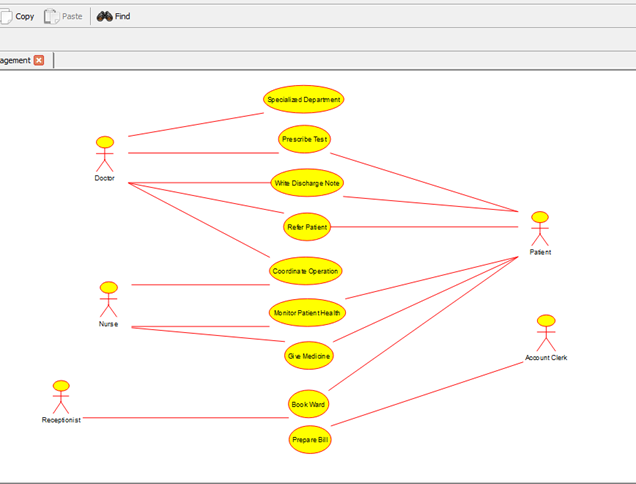 Copy Paste Find
agement
Specialized Department
Prescribe Test
Doctor
Write Discharge Note
Refer Patient
Patient
Coordinate Operation
Nurse
Monitor Patient Health
Give Medicine
Account Clerk
Book Ward
Receptionist
Prepare Bill